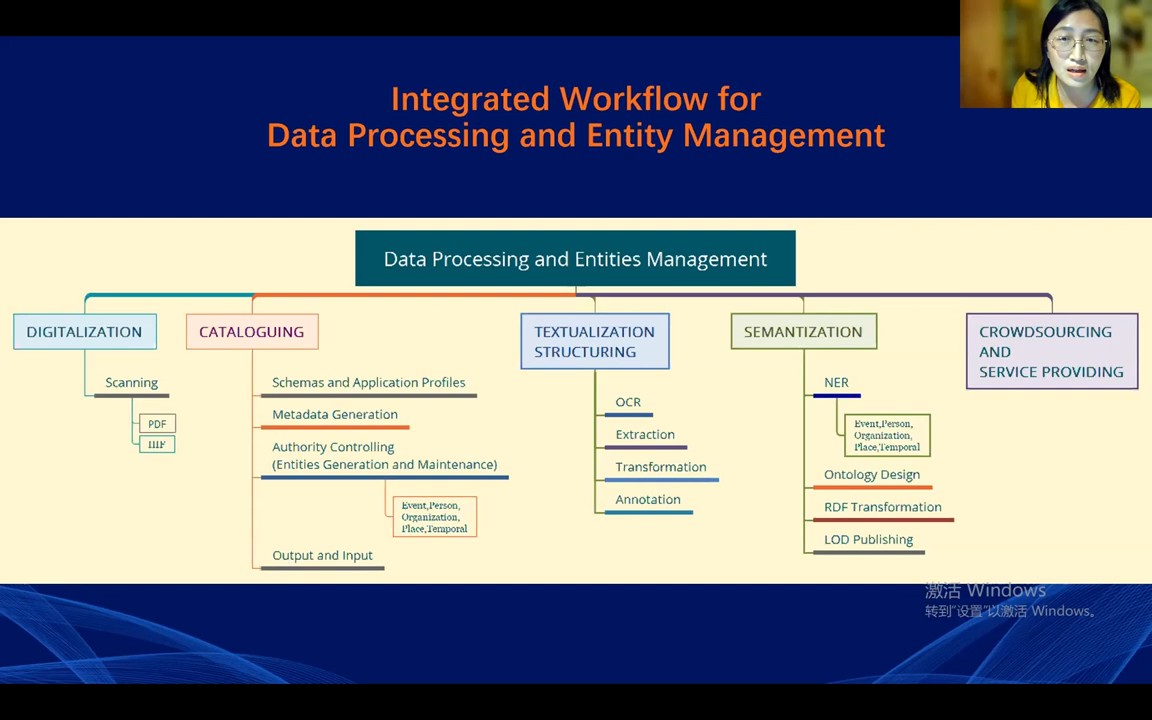 Integrated Workflow for
Data Processing and Entity Management
Data Processing and Entities Management
DIGITALIZATION
Scanning
PDF
IIIF
CATALOGUING
Schemas and Application Profiles
Metadata Generation
Authority Controlling
(Entities Generation and Maintenance)
Event,Person,
Organization,
Place,Temporal
Output and Input
TEXTUALIZATION
STRUCTURING
OCR
Extraction
Transformation
Annotation
SEMANTIZATION
NER
Event,Person,
Organization,
Place,Temporal
Ontology Design
RDF Transformation
LOD Publishing
CROWDSOURCING
AND
SERVICE PROVIDING
激活 Windows
转到"设置"以激活 Windows。